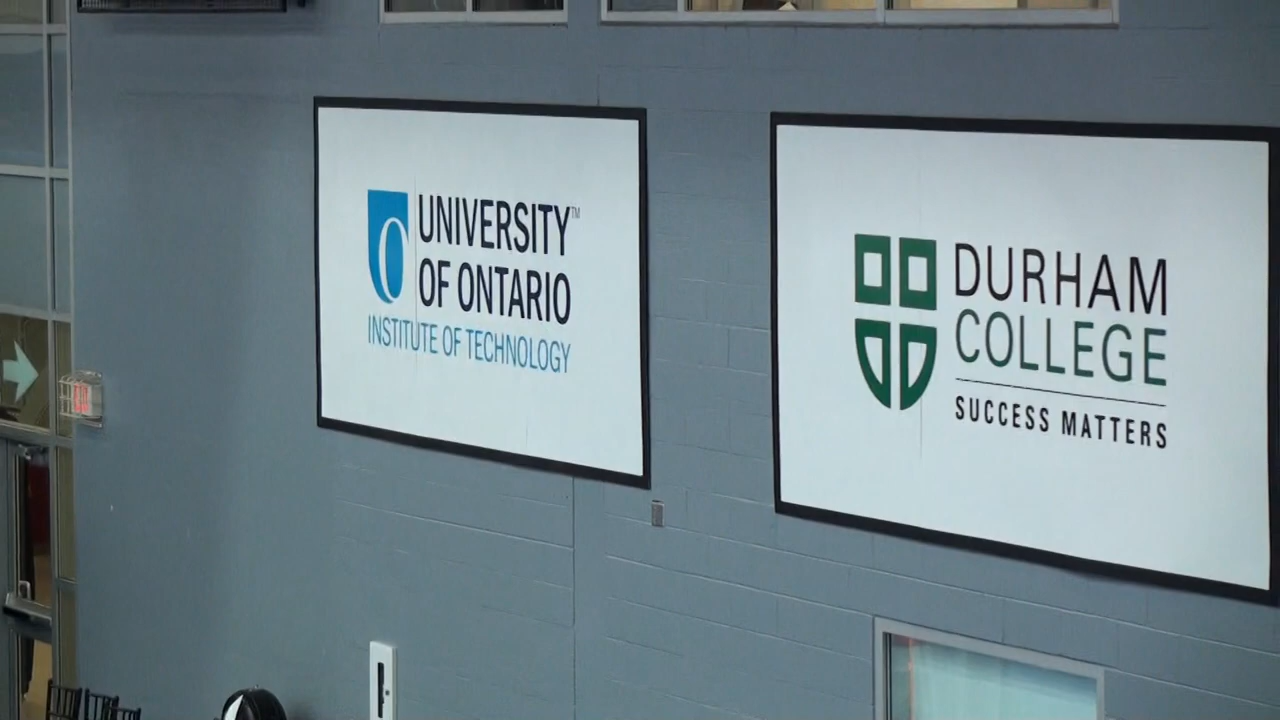 UNIVERSITY™
OF ONTARIO
INSTITUTE OF TECHNOLOGY
DURHAM
COLLEGE
SUCCESS MATTERS